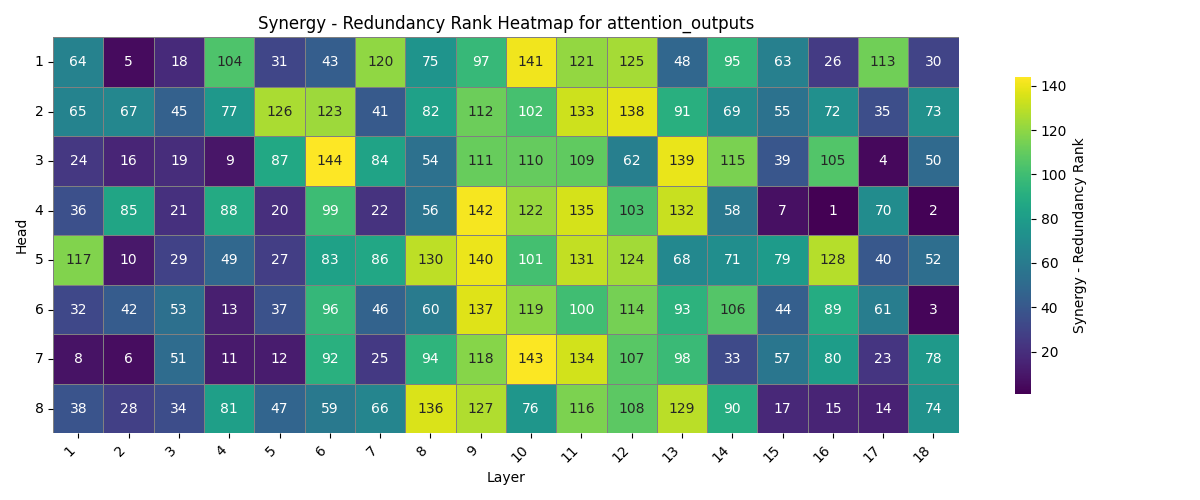 Synergy - Redundancy Rank Heatmap for attention_outputs
Head
1 64 5 18 104 31 43 120 75 97 141 121 125 48 95 63 26 113 30
2 65 67 45 77 126 123 41 82 112 102 133 138 91 69 55 72 35 73
3 24 16 19 9 87 144 84 54 111 110 109 62 139 115 39 105 4 50
4 36 85 21 88 20 99 22 56 142 122 135 103 132 58 7 1 70 2
5 117 10 29 49 27 83 86 130 140 101 131 124 68 71 79 128 40 52
6 32 42 53 13 37 96 46 60 137 119 100 114 93 106 44 89 61 3
7 8 6 51 11 12 92 25 94 118 143 134 107 98 33 57 80 23 78
8 38 28 34 81 47 59 66 136 127 76 116 108 129 90 17 15 14 74
1 2 3 4 5 6 7 8 9 10 11 12 13 14 15 16 17 18
Layer
140
120
100
80
60
40
20
Synergy - Redundancy Rank